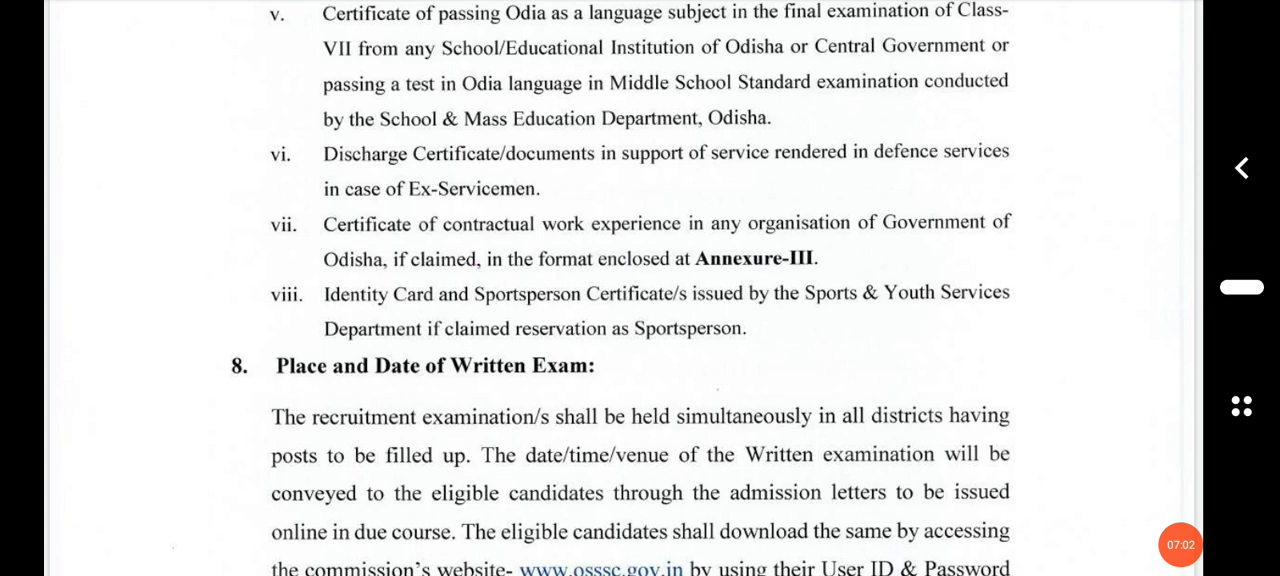 v. Certificate of passing Odia as a language subject in the final examination of Class-
VII from any School/Educational Institution of Odisha or Central Government or
passing a test in Odia language in Middle School Standard examination conducted
by the School & Mass Education Department, Odisha.
vi. Discharge Certificate/documents in support of service rendered in defence services
in case of Ex-Servicemen.
vii. Certificate of contractual work experience in any organisation of Government of
Odisha, if claimed, in the format enclosed at Annexure-III.
viii. Identity Card and Sportsperson Certificate/s issued by the Sports & Youth Services
Department if claimed reservation as Sportsperson.
8. Place and Date of Written Exam:
The recruitment examination/s shall be held simultaneously in all districts having
posts to be filled up. The date/time/venue of the Written examination will be
conveyed to the eligible candidates through the admission letters to be issued
online in due course. The eligible candidates shall download the same by accessing
the commission's website- www.osssc.gov.in by using their User ID & Password
07:02